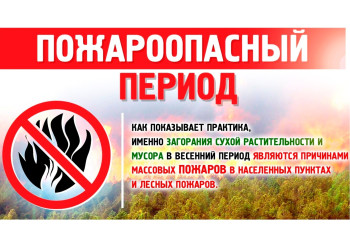 ПОЖАРООПАСНЫЙ
ПЕРИОД
КАК ПОКАЗЫВАЕТ ПРАКТИКА,
ИМЕННО ЗАГОРАНИЯ СУХОЙ РАСТИТЕЛЬНОСТИ И
МУСОРА В ВЕСЕННИЙ ПЕРИОД ЯВЛЯЮТСЯ ПРИЧИНАМИ
МАССОВЫХ ПОЖАРОВ В НАСЕЛЕННЫХ ПУНКТАХ
И ЛЕСНЫХ ПОЖАРОВ.